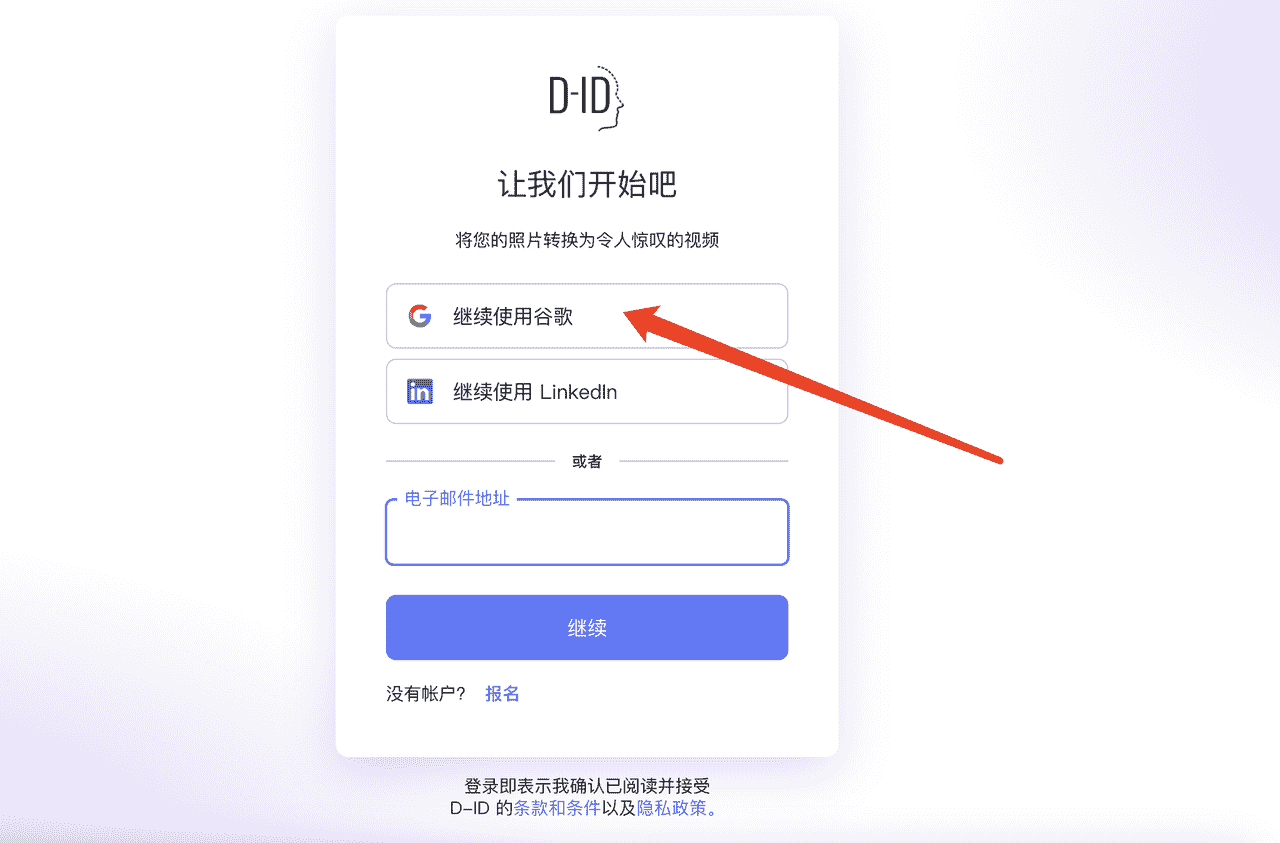 D-ID
让我们开始吧
将您的照片转换为令人惊叹的视频
继续使用谷歌
in
继续使用 LinkedIn
或者
电子邮件地址
继续
没有帐户? 报名
登录即表示我确认已阅读并接受
D-ID 的条款和条件以及隐私政策。